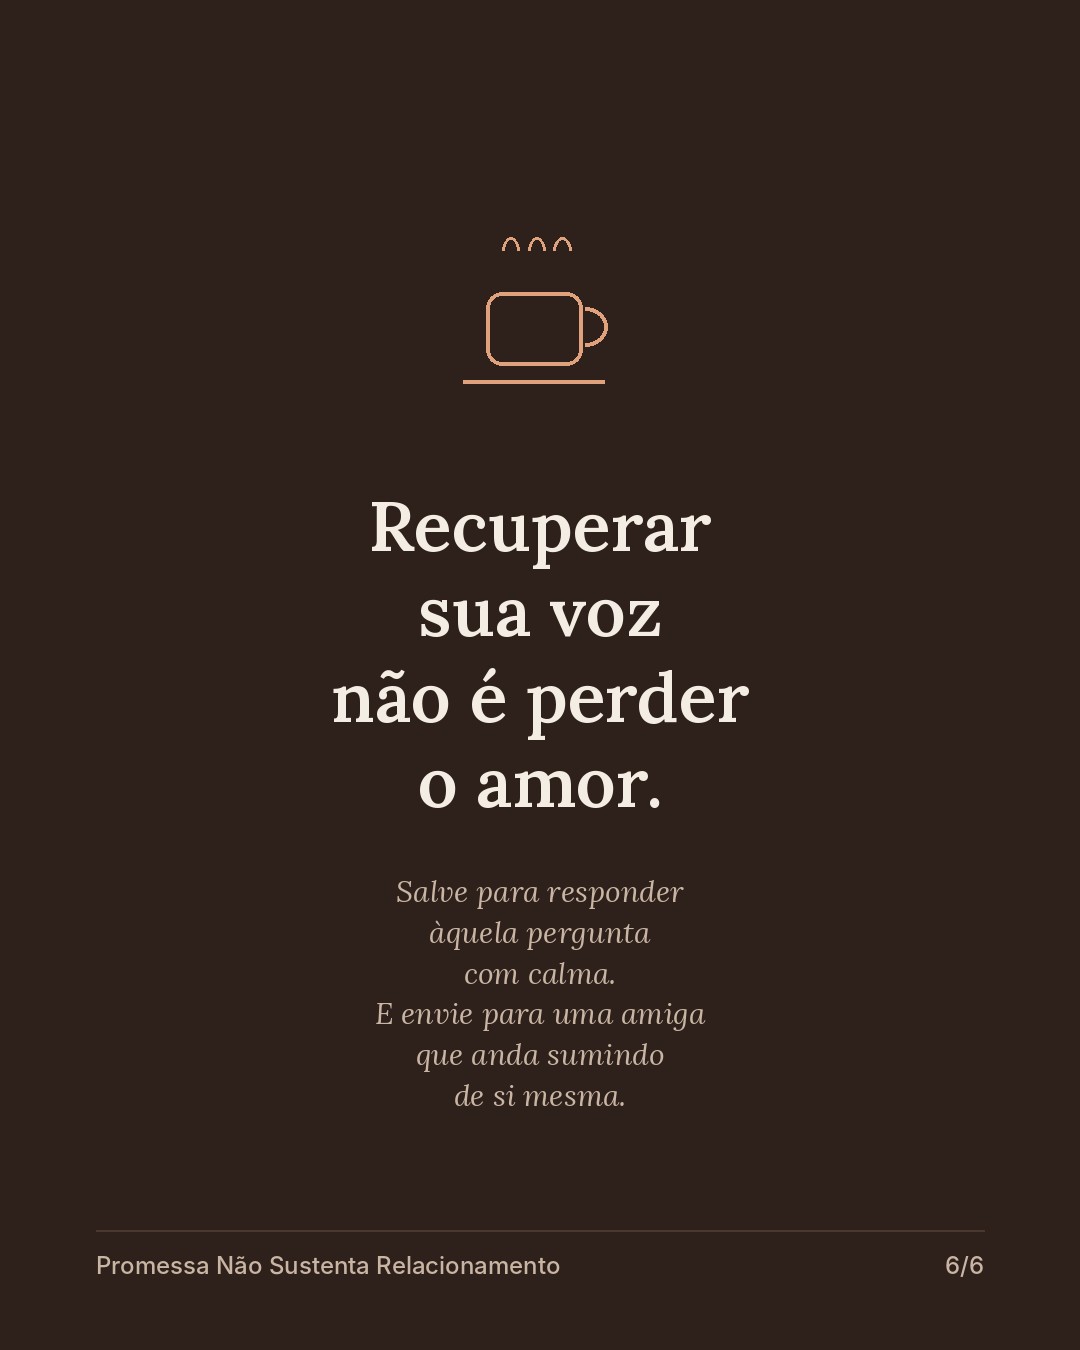 Recuperar
sua voz
não é perder
o amor.
Salve para responder
àquela pergunta
com calma.
E envie para uma amiga
que anda sumindo
de si mesma.
Promessa Não Sustenta Relacionamento
6/6